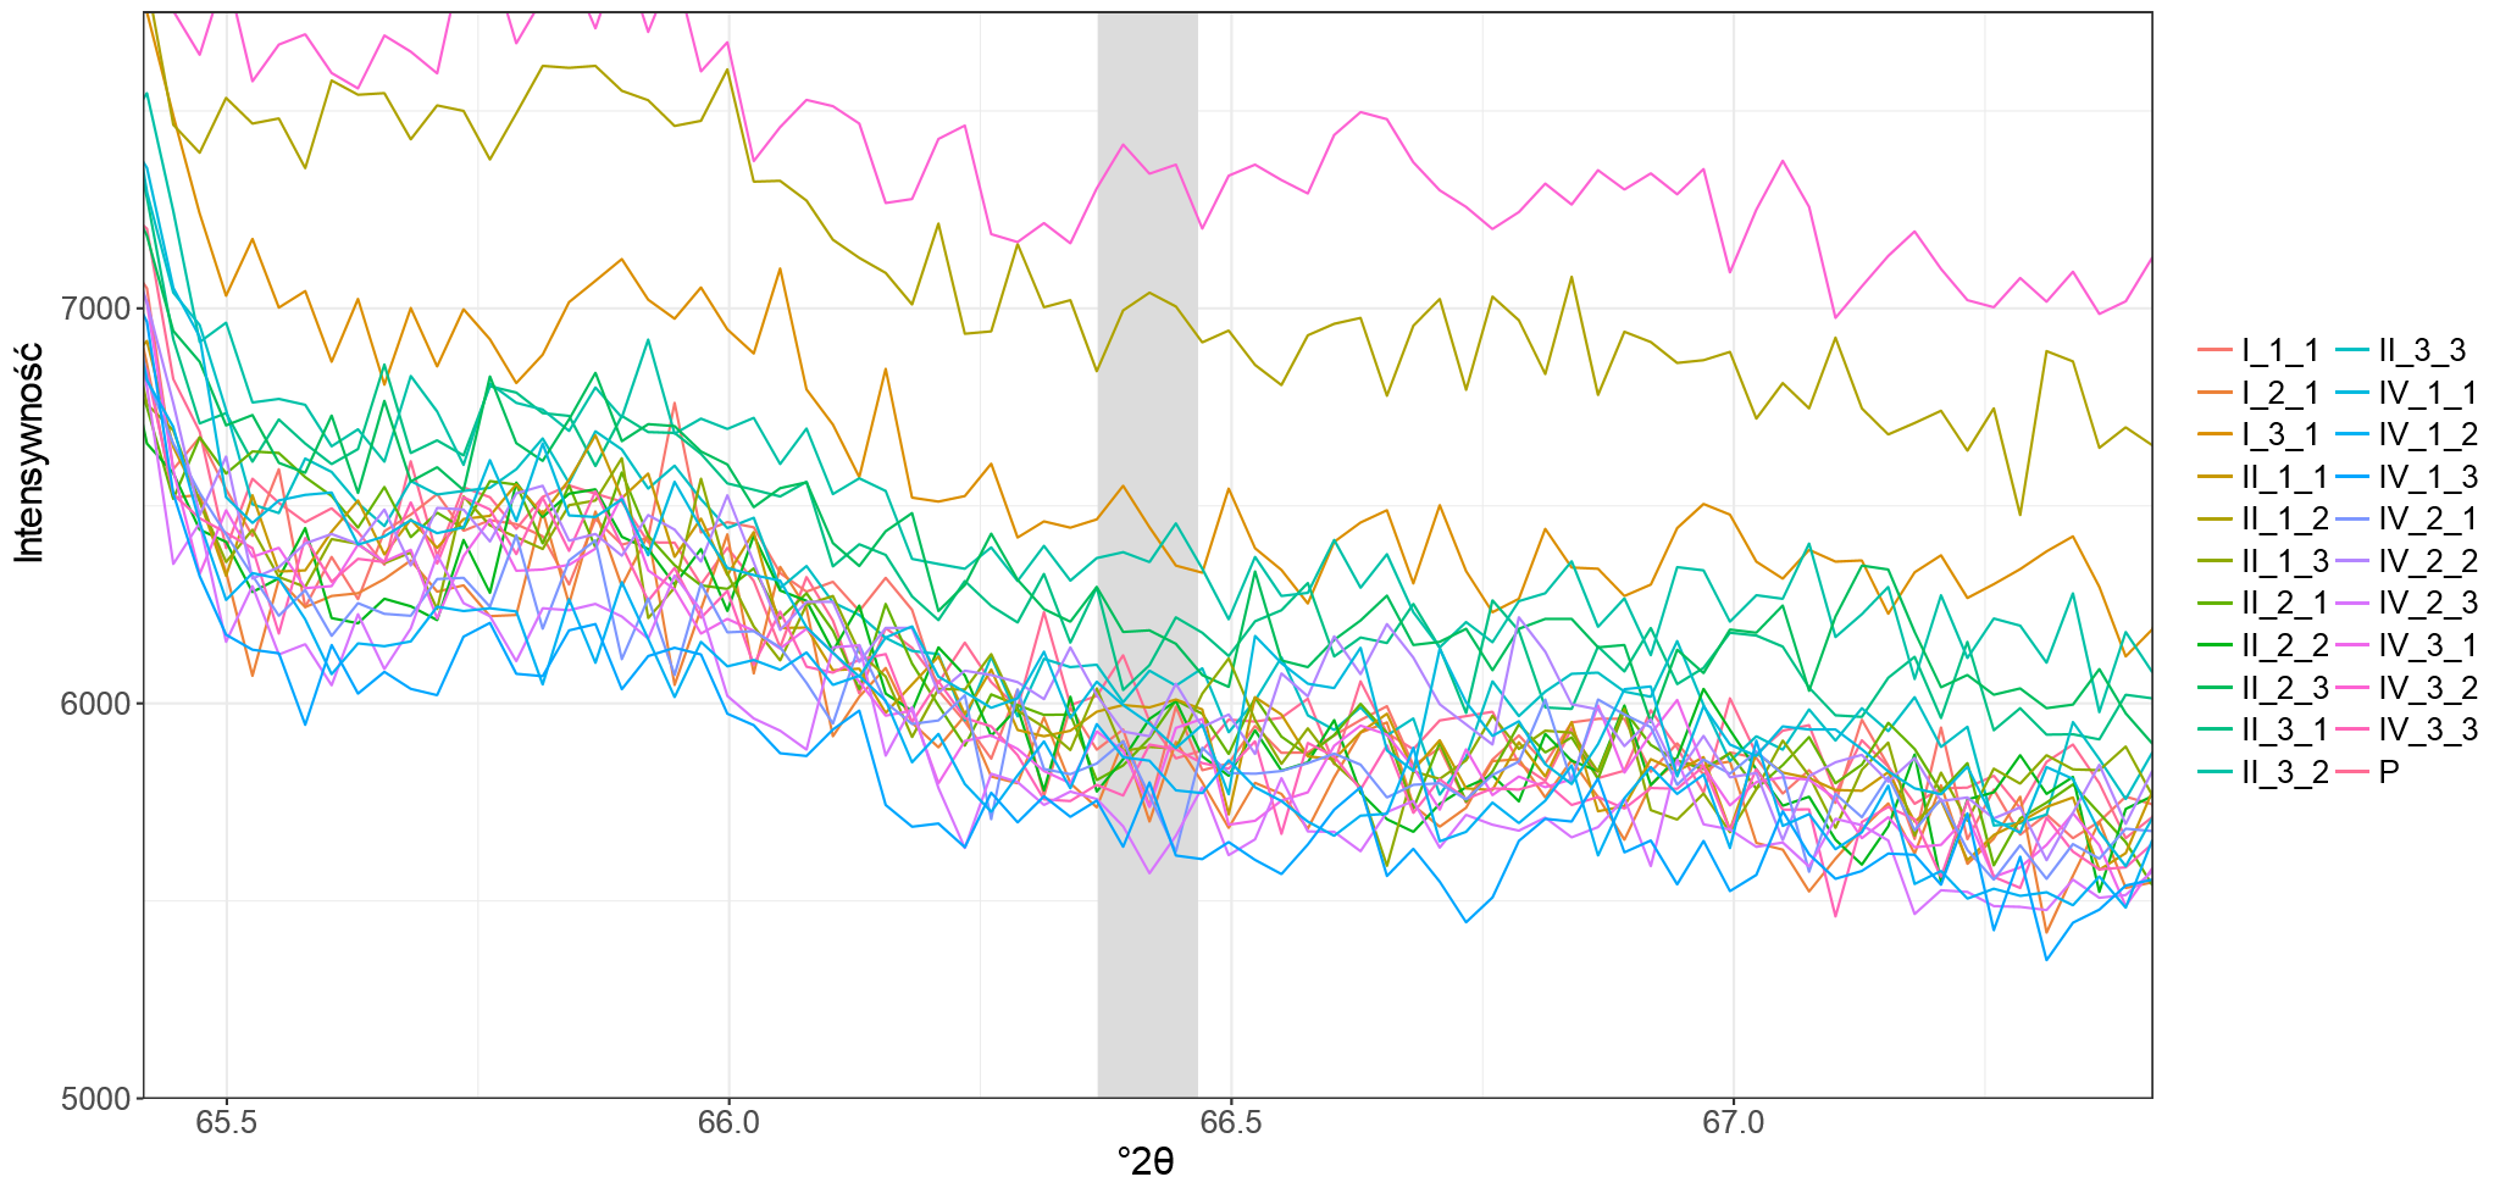 Intensywność
7000
6000
5000
65.5
66.0
66.5
67.0
°2θ
I_1_1
I_2_1
I_3_1
II_1_1
II_1_2
II_1_3
II_2_1
II_2_2
II_2_3
II_3_1
II_3_2
II_3_3
IV_1_1
IV_1_2
IV_1_3
IV_2_1
IV_2_2
IV_2_3
IV_3_1
IV_3_2
IV_3_3
P